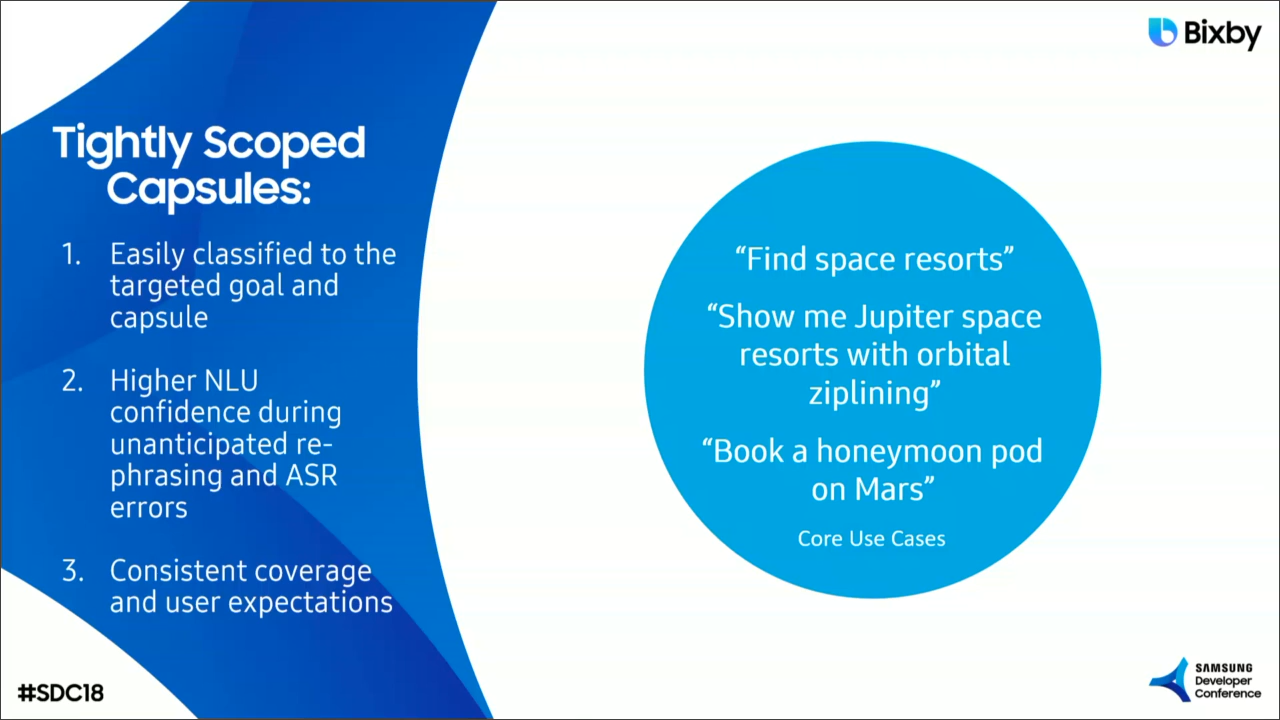 Bixby
Tightly Scoped
Capsules:
1. Easily classified to the
targeted goal and
capsule
2. Higher NLU
confidence during
unanticipated re-
phrasing and ASR
errors
3. Consistent coverage
and user expectations
“Find space resorts”
“Show me Jupiter space
resorts with orbital
ziplining”
“Book a honeymoon pod
on Mars”
Core Use Cases
#SDC18
SAMSUNG
Developer
Conference